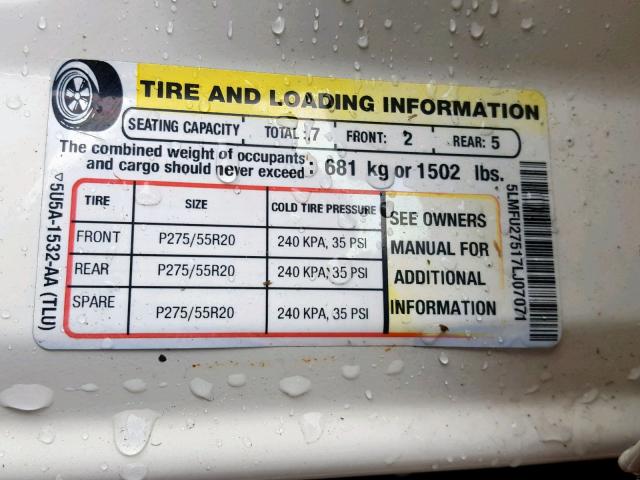 TIRE AND LOADING INFORMATION
SEATING CAPACITY TOTAL: 7 FRONT: 2 REAR: 5
The combined weight of occupants
and cargo should never exceed: 681 kg or 1502 lbs.
TIRE SIZE COLD TIRE PRESSURE
FRONT P275/55R20 240 KPA, 35 PSI
REAR P275/55R20 240 KPA, 35 PSI
SPARE P275/55R20 240 KPA, 35 PSI
SEE OWNERS
MANUAL FOR
ADDITIONAL
INFORMATION
5U5A-1532-AA (TLU)
5LMFU27517LJ07071